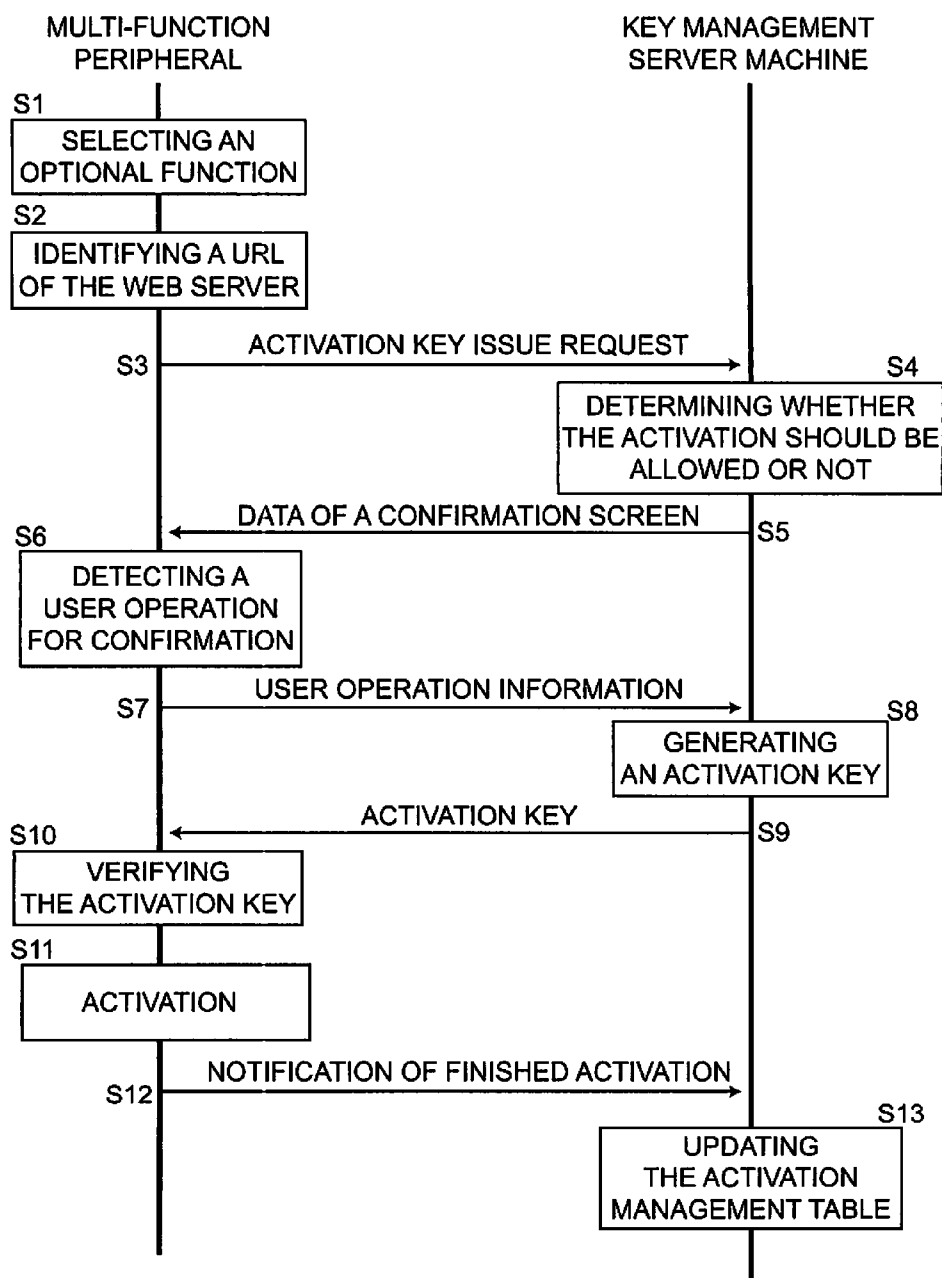 MULTI-FUNCTION
PERIPHERAL
KEY MANAGEMENT
SERVER MACHINE
S1
SELECTING AN
OPTIONAL FUNCTION
S2
IDENTIFYING A URL
OF THE WEB SERVER
S3
ACTIVATION KEY ISSUE REQUEST
S4
DETERMINING WHETHER
THE ACTIVATION SHOULD BE
ALLOWED OR NOT
DATA OF A CONFIRMATION SCREEN
S5
S6
DETECTING A
USER OPERATION
FOR CONFIRMATION
S7
USER OPERATION INFORMATION
S8
GENERATING
AN ACTIVATION KEY
ACTIVATION KEY
S9
S10
VERIFYING
THE ACTIVATION KEY
S11
ACTIVATION
S12
NOTIFICATION OF FINISHED ACTIVATION
S13
UPDATING
THE ACTIVATION
MANAGEMENT TABLE